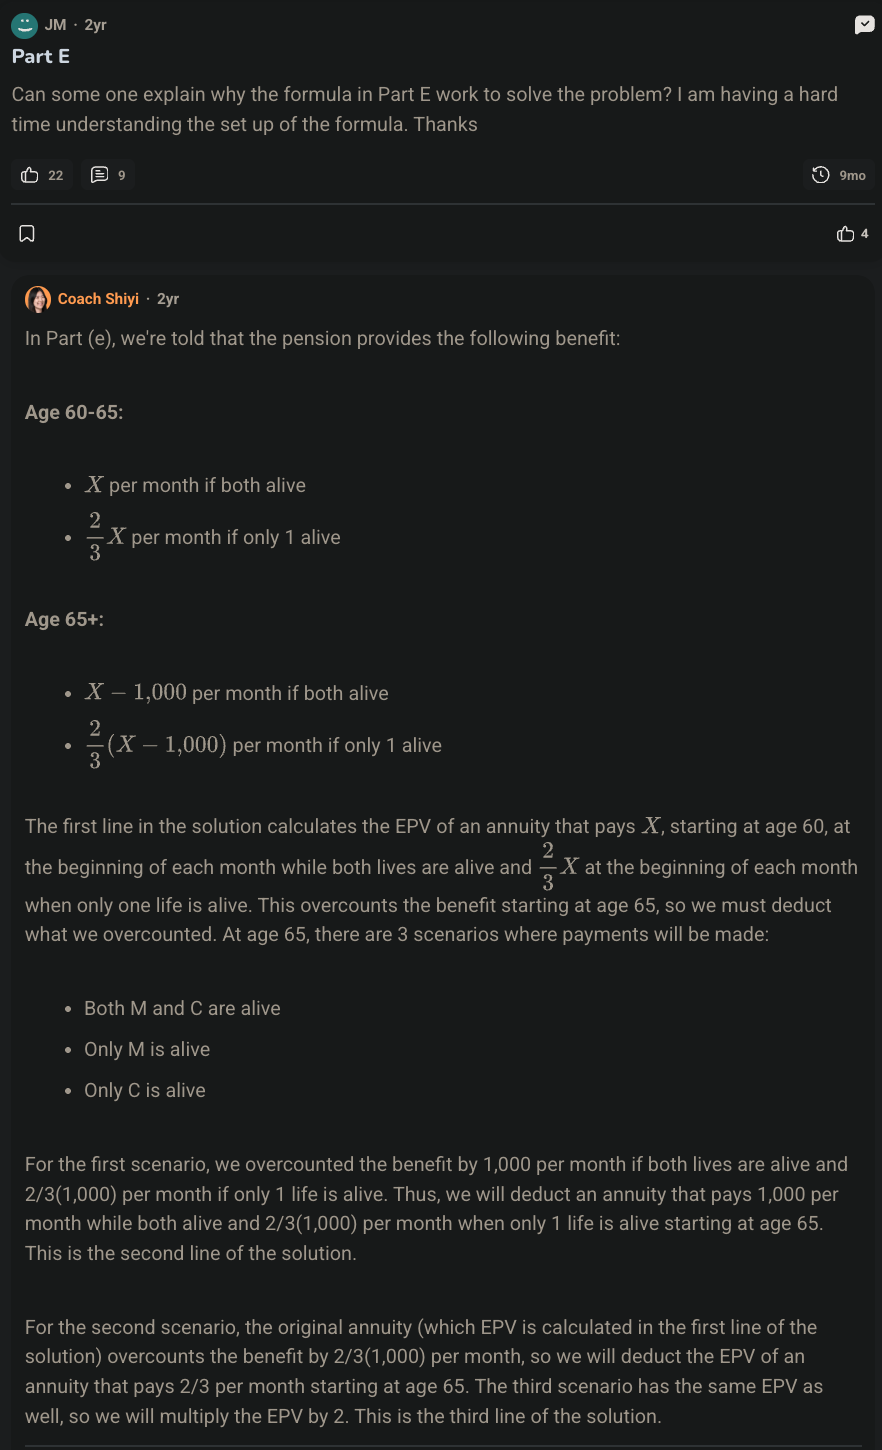 JM · 2yr
Part E
Can some one explain why the formula in Part E work to solve the problem? I am having a hard
time understanding the set up of the formula. Thanks
22 9 9mo
4
Coach Shiyi · 2yr
In Part (e), we're told that the pension provides the following benefit:
Age 60-65:
• X per month if both alive
• 2/3 X per month if only 1 alive
Age 65+:
• X − 1,000 per month if both alive
• 2/3 (X − 1,000) per month if only 1 alive
The first line in the solution calculates the EPV of an annuity that pays X, starting at age 60, at
the beginning of each month while both lives are alive and 2/3 X at the beginning of each month
when only one life is alive. This overcounts the benefit starting at age 65, so we must deduct
what we overcounted. At age 65, there are 3 scenarios where payments will be made:
• Both M and C are alive
• Only M is alive
• Only C is alive
For the first scenario, we overcounted the benefit by 1,000 per month if both lives are alive and
2/3(1,000) per month if only 1 life is alive. Thus, we will deduct an annuity that pays 1,000 per
month while both alive and 2/3(1,000) per month when only 1 life is alive starting at age 65.
This is the second line of the solution.
For the second scenario, the original annuity (which EPV is calculated in the first line of the
solution) overcounts the benefit by 2/3(1,000) per month, so we will deduct the EPV of an
annuity that pays 2/3 per month starting at age 65. The third scenario has the same EPV as
well, so we will multiply the EPV by 2. This is the third line of the solution.